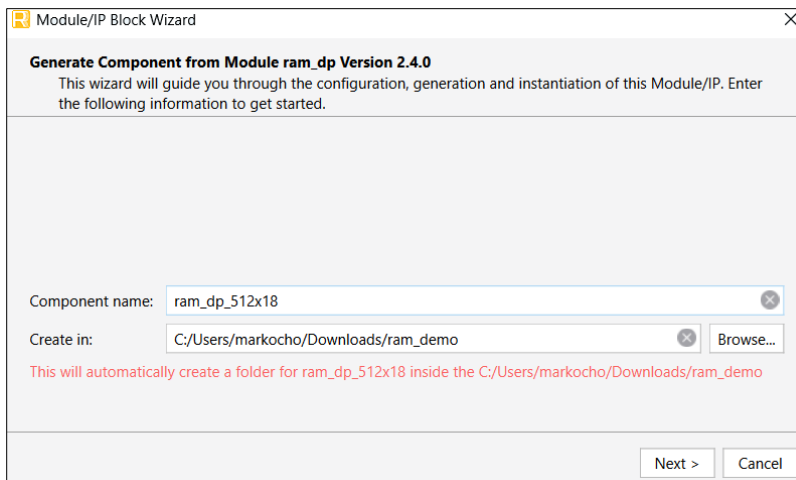 Module/IP Block Wizard
Generate Component from Module ram_dp Version 2.4.0
This wizard will guide you through the configuration, generation and instantiation of this Module/IP. Enter
the following information to get started.
Component name: ram_dp_512x18
Create in: C:/Users/markocho/Downloads/ram_demo Browse...
This will automatically create a folder for ram_dp_512x18 inside the C:/Users/markocho/Downloads/ram_demo
Next > Cancel